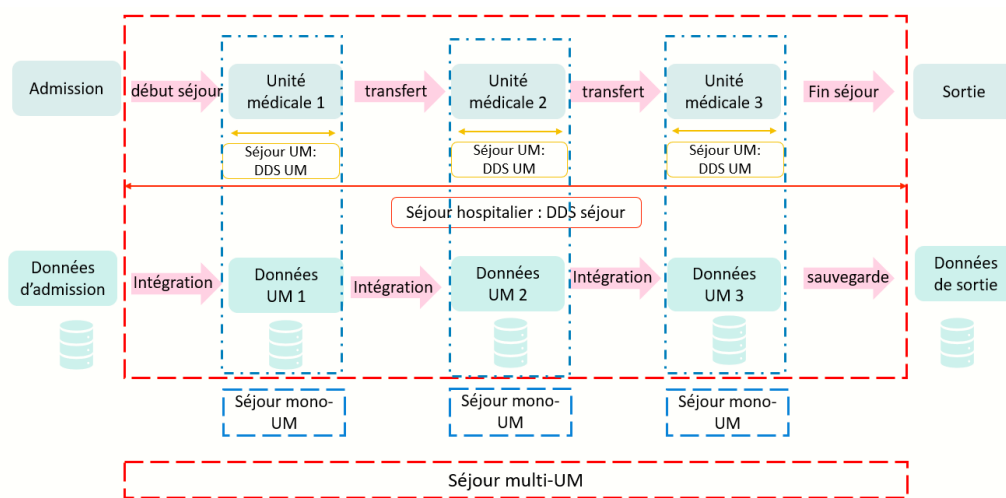 Admission
début séjour
Unité
médicale 1
transfert
Unité
médicale 2
transfert
Unité
médicale 3
Fin séjour
Sortie
Séjour UM:
DDS UM
Séjour UM:
DDS UM
Séjour UM:
DDS UM
Séjour hospitalier : DDS séjour
Données
d'admission
Intégration
Données
UM 1
Intégration
Données
UM 2
Intégration
Données
UM 3
sauvegarde
Données
de sortie
Séjour mono-
UM
Séjour mono-
UM
Séjour mono-
UM
Séjour multi-UM